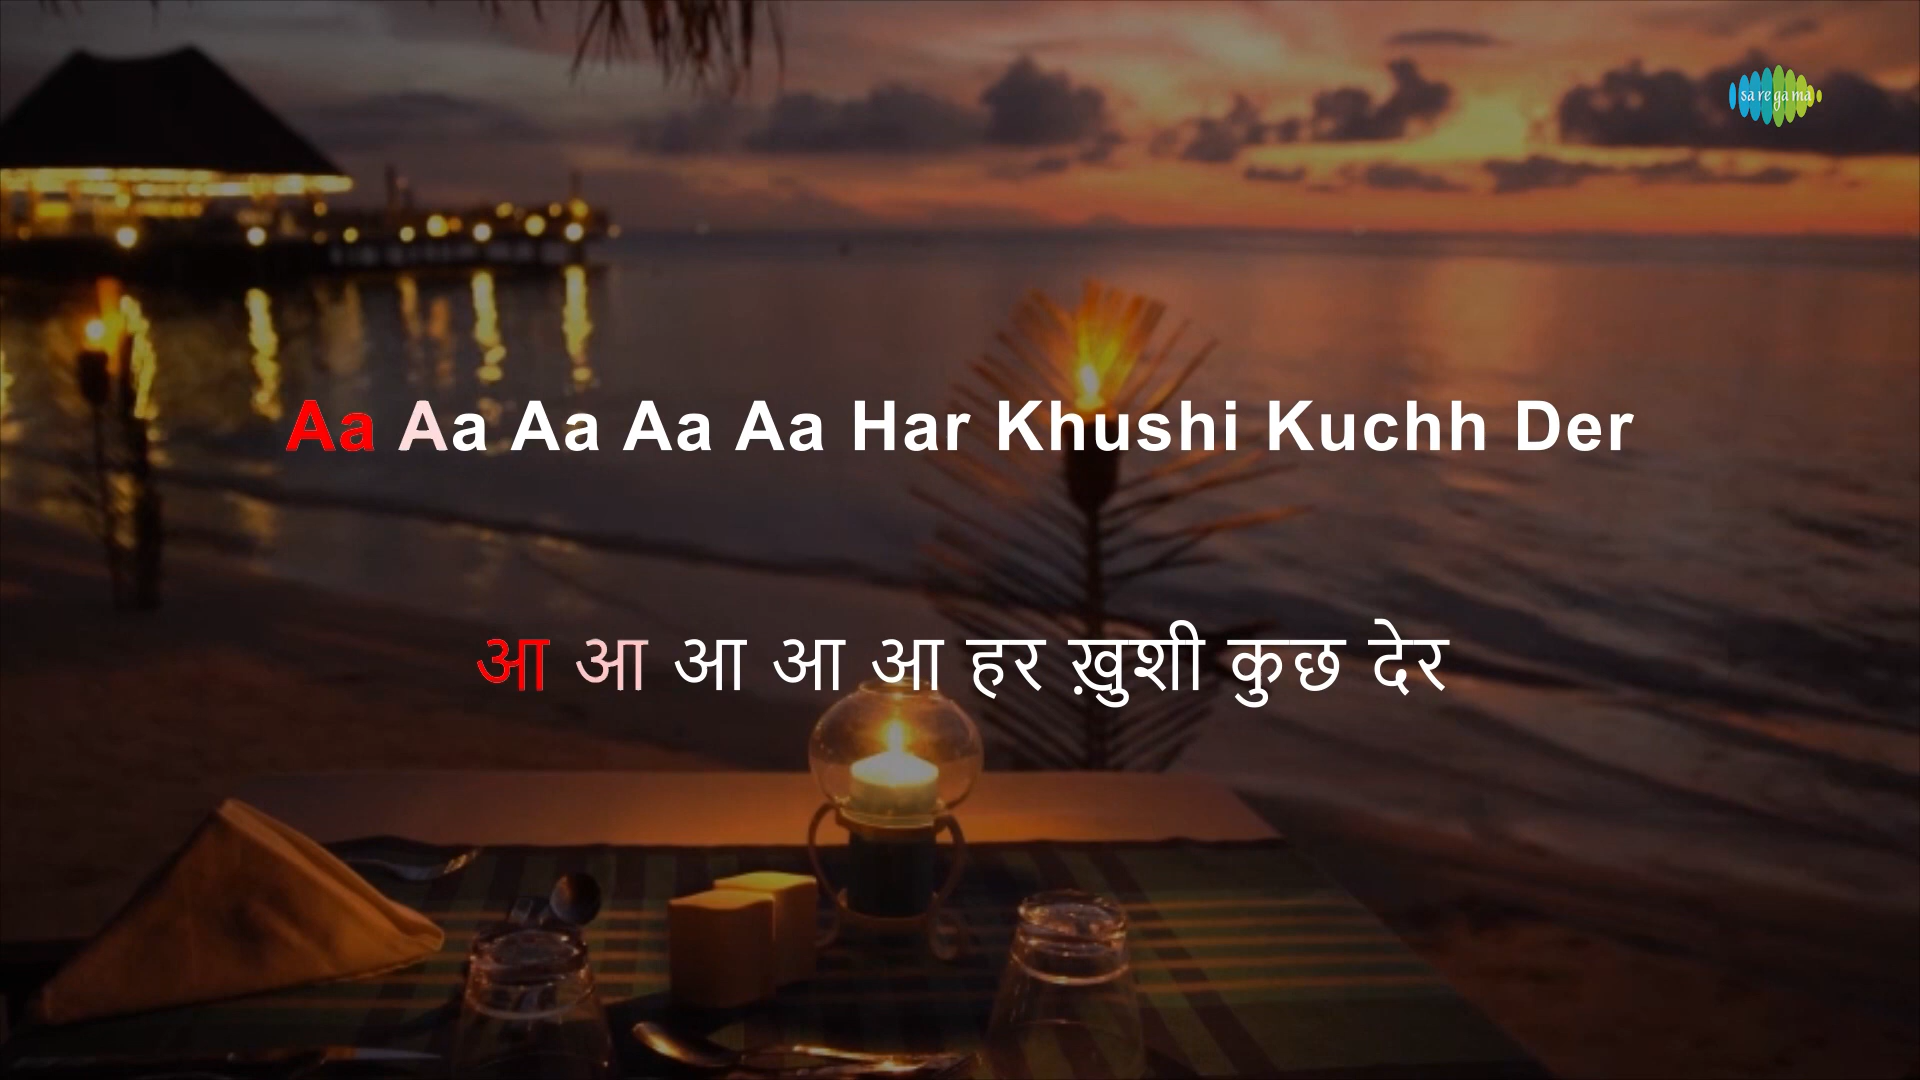 sa re ga ma
Aa Aa Aa Aa Aa Har Khushi Kuchh Der
आ आ आ आ आ हर ख़ुशी कुछ देर